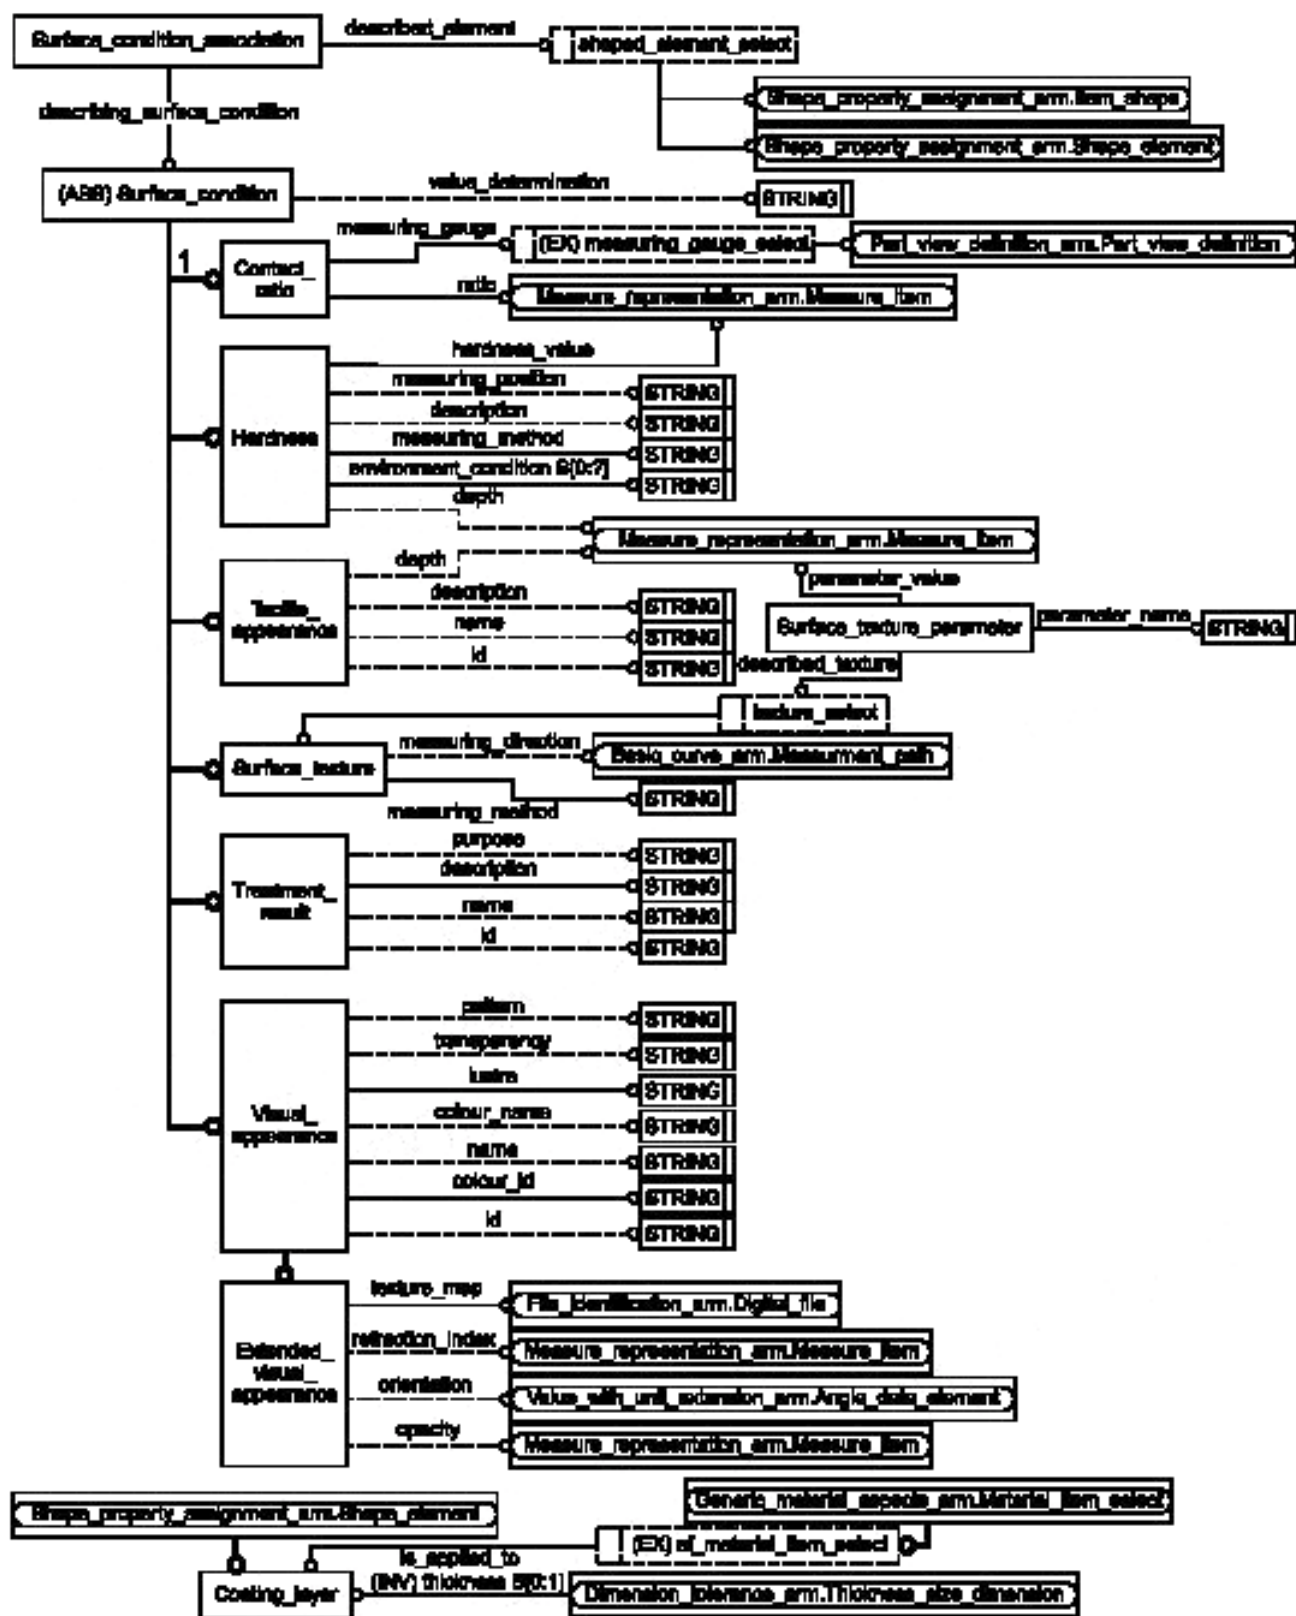 described_element
Surface_condition_association
shaped_element_select
Shape_property_assignment_arm.Item_shape
describing_surface_condition
Shape_property_assignment_arm.Shape_element
value_determination
(ABS) Surface_condition
STRING
measuring_gauge
(EX) measuring_gauge_select
Part_view_definition_arm.Part_view_definition
1
Contact_
ratio
ratio
Measure_representation_arm.Measure_item
hardness_value
measuring_position
STRING
description
STRING
Hardness
measuring_method
STRING
environment_condition S[0:?]
STRING
depth
Measure_representation_arm.Measure_item
depth
parameter_value
description
STRING
Tactile_
appearance
name
STRING
Surface_texture_parameter
parameter_name
STRING
id
STRING
described_texture
texture_select
measuring_direction
Surface_texture
Basic_curve_arm.Measurment_path
STRING
measuring_method
purpose
STRING
description
STRING
Treatment_
result
name
STRING
id
STRING
pattern
STRING
transparency
STRING
lustre
STRING
Visual_
appearance
colour_name
STRING
name
STRING
colour_id
STRING
id
STRING
texture_map
File_identification_arm.Digital_file
refraction_index
Measure_representation_arm.Measure_item
Extended_
visual_
appearance
orientation
Value_with_unit_extension_arm.Angle_data_element
opacity
Measure_representation_arm.Measure_item
Generic_material_aspects_arm.Material_item_select
Shape_property_assignment_arm.Shape_element
(EX) sf_material_item_select
is_applied_to
(INV) thickness S[0:1]
Coating_layer
Dimension_tolerance_arm.Thickness_size_dimension